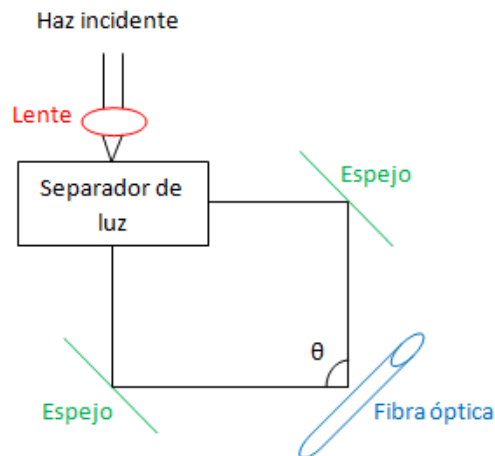 Haz incidente
Lente
Separador de
luz
Espejo
θ
Espejo
Fibra óptica